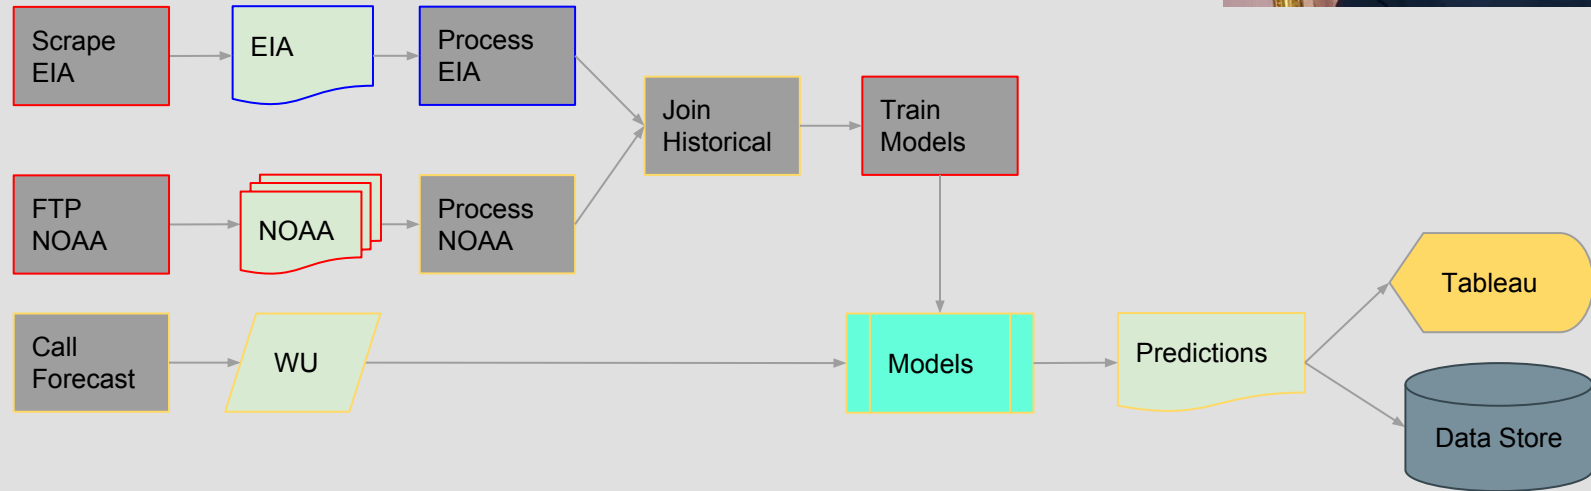 Scrape
EIA
EIA
Process
EIA
Join
Historical
Train
Models
FTP
NOAA
NOAA
Process
NOAA
Call
Forecast
WU
Models
Predictions
Tableau
Data Store